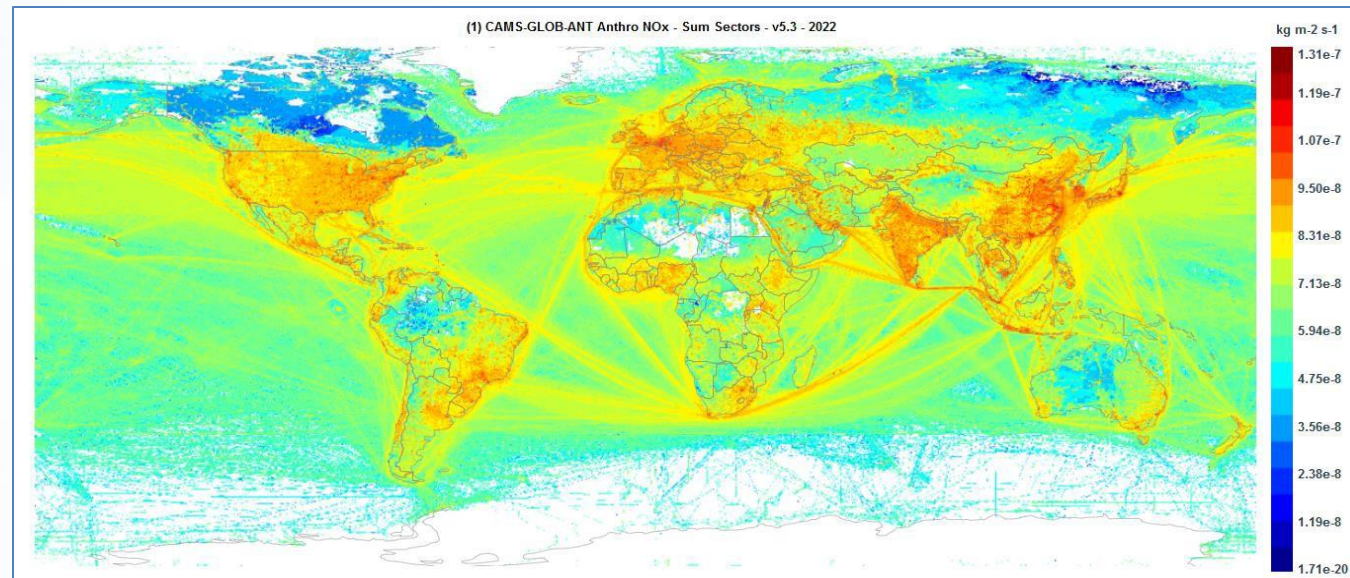 (1) CAMS-GLOB-ANT Anthro NOx - Sum Sectors - v5.3 - 2022
kg m-2 s-1
1.31e-7
1.19e-7
1.07e-7
9.50e-8
8.31e-8
7.13e-8
5.94e-8
4.75e-8
3.56e-8
2.38e-8
1.19e-8
1.71e-20